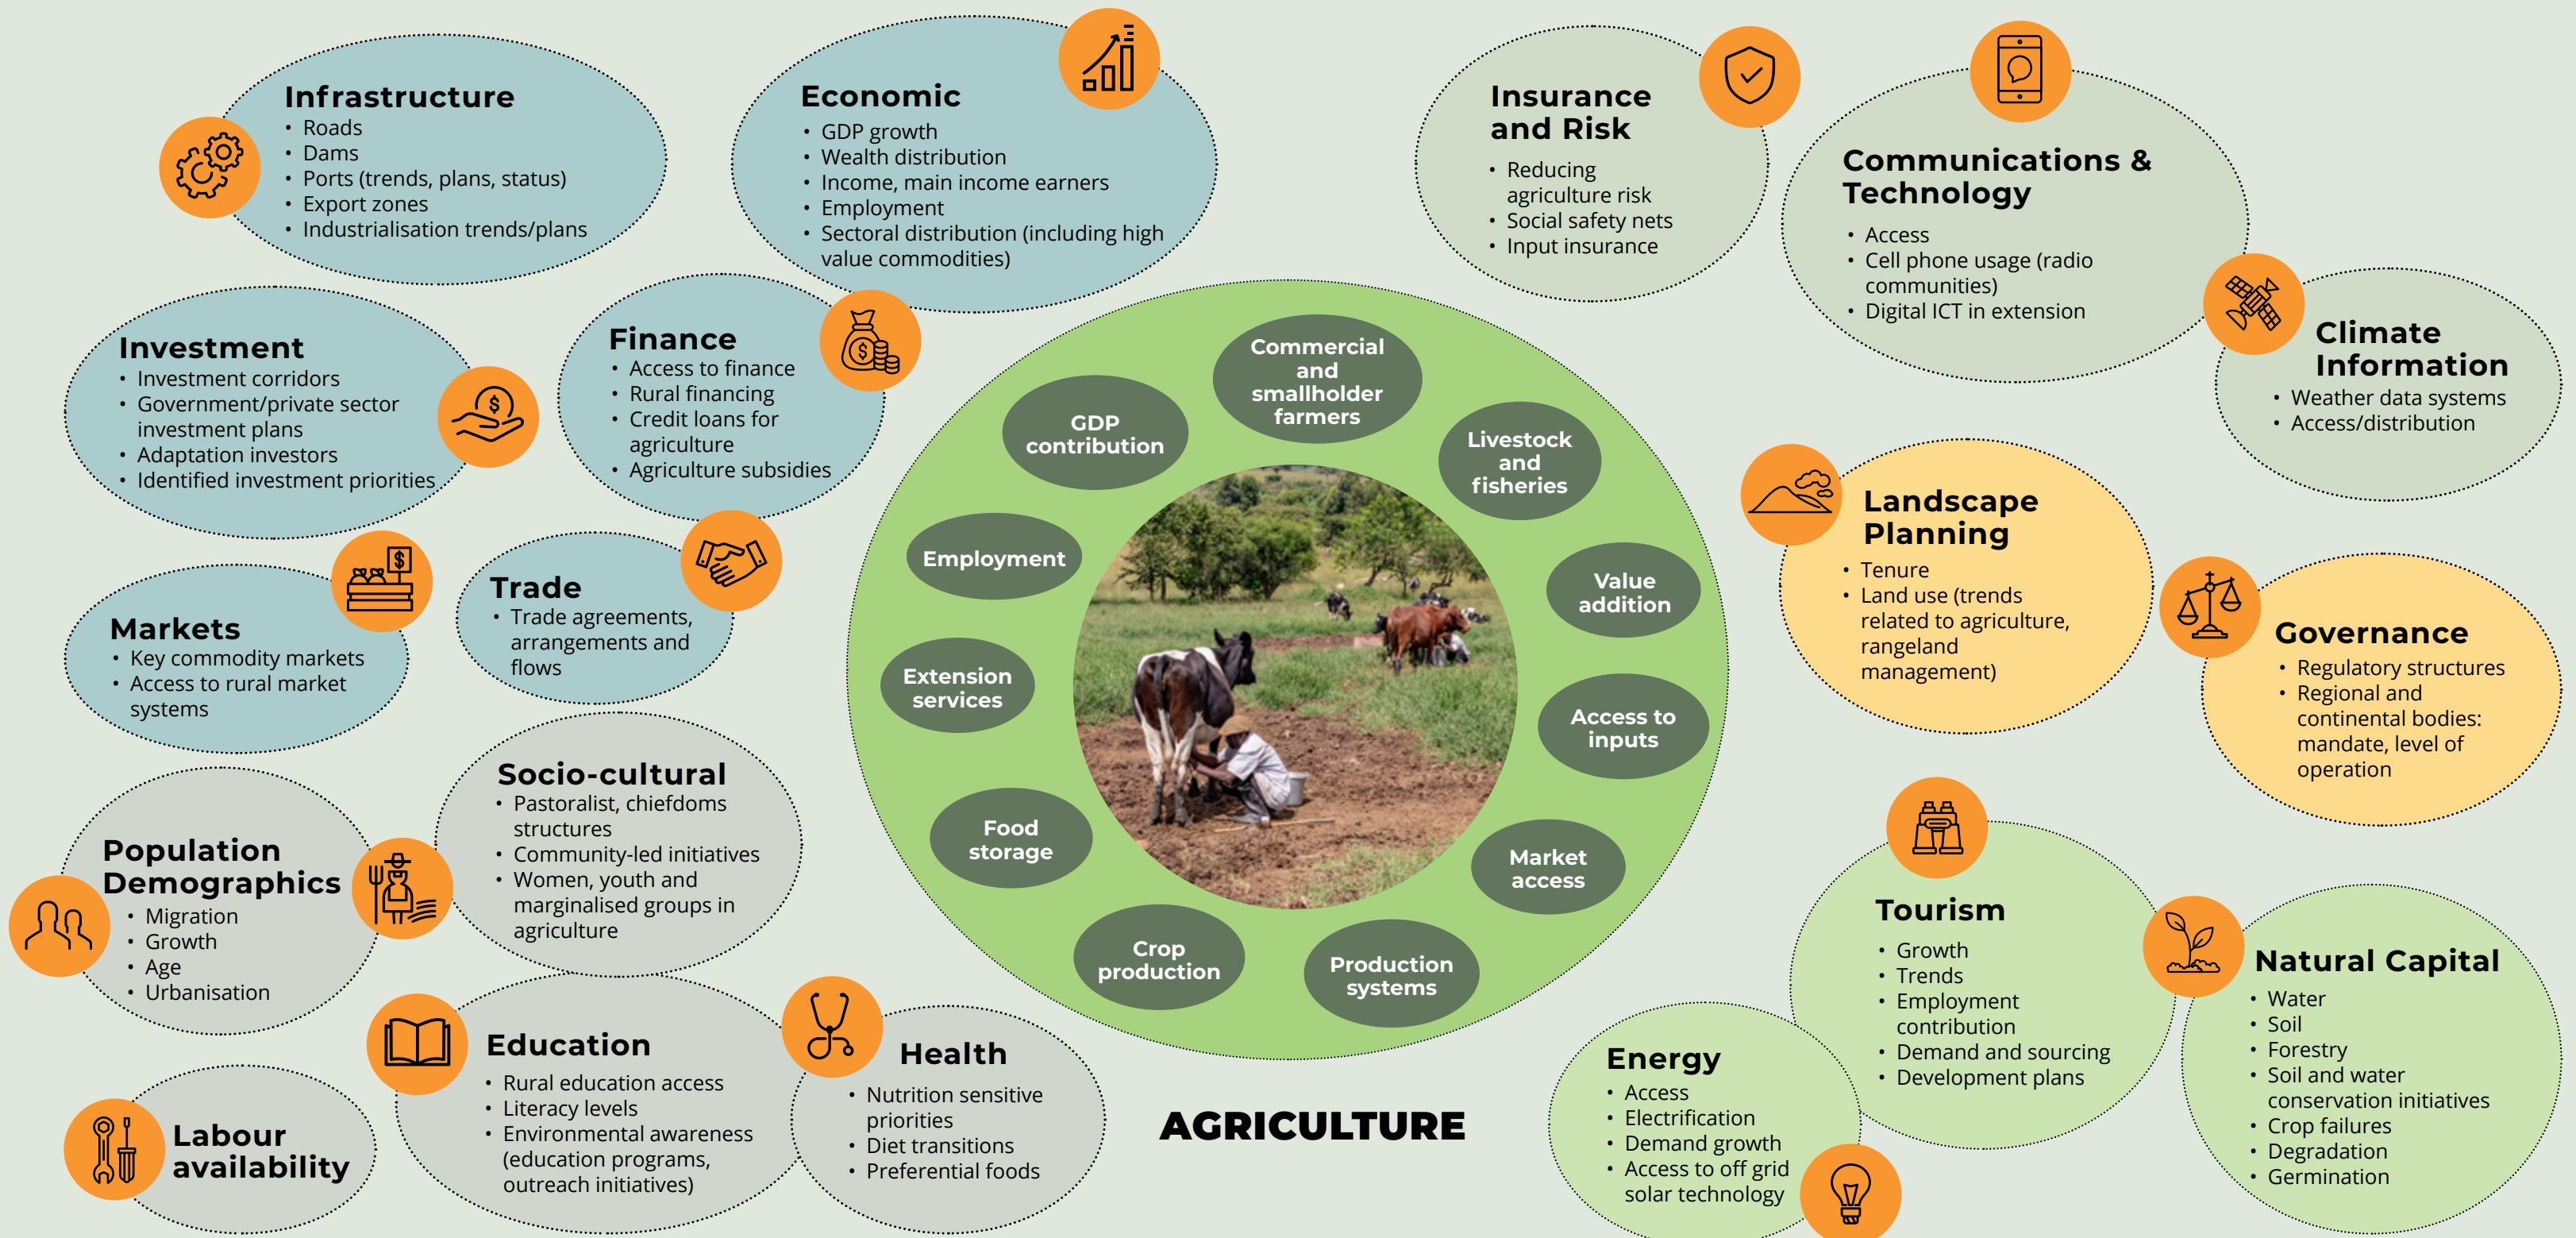 Infrastructure
• Roads
• Dams
• Ports (trends, plans, status)
• Export zones
• Industrialisation trends/plans
Economic
• GDP growth
• Wealth distribution
• Income, main income earners
• Employment
• Sectoral distribution (including high
value commodities)
Investment
• Investment corridors
• Government/private sector
investment plans
• Adaptation investors
• Identified investment priorities
Finance
• Access to finance
• Rural financing
• Credit loans for
agriculture
• Agriculture subsidies
Markets
• Key commodity markets
• Access to rural market
systems
Trade
• Trade agreements,
arrangements and
flows
Population
Demographics
• Migration
• Growth
• Age
• Urbanisation
Socio-cultural
• Pastoralist, chiefdoms
structures
• Community-led initiatives
• Women, youth and
marginalised groups in
agriculture
Labour
availability
Education
• Rural education access
• Literacy levels
• Environmental awareness
(education programs,
outreach initiatives)
Health
• Nutrition sensitive
priorities
• Diet transitions
• Preferential foods
Commercial
and
smallholder
farmers
Livestock
and
fisheries
Value
addition
Access to
inputs
Market
access
Production
systems
Crop
production
Food
storage
Extension
services
Employment
GDP
contribution
AGRICULTURE
Insurance
and Risk
• Reducing
agriculture risk
• Social safety nets
• Input insurance
Communications &
Technology
• Access
• Cell phone usage (radio
communities)
• Digital ICT in extension
Climate
Information
• Weather data systems
• Access/distribution
Landscape
Planning
• Tenure
• Land use (trends
related to agriculture,
rangeland
management)
Governance
• Regulatory structures
• Regional and
continental bodies:
mandate, level of
operation
Tourism
• Growth
• Trends
• Employment
contribution
• Demand and sourcing
• Development plans
Natural Capital
• Water
• Soil
• Forestry
• Soil and water
conservation initiatives
• Crop failures
• Degradation
• Germination
Energy
• Access
• Electrification
• Demand growth
• Access to off grid
solar technology